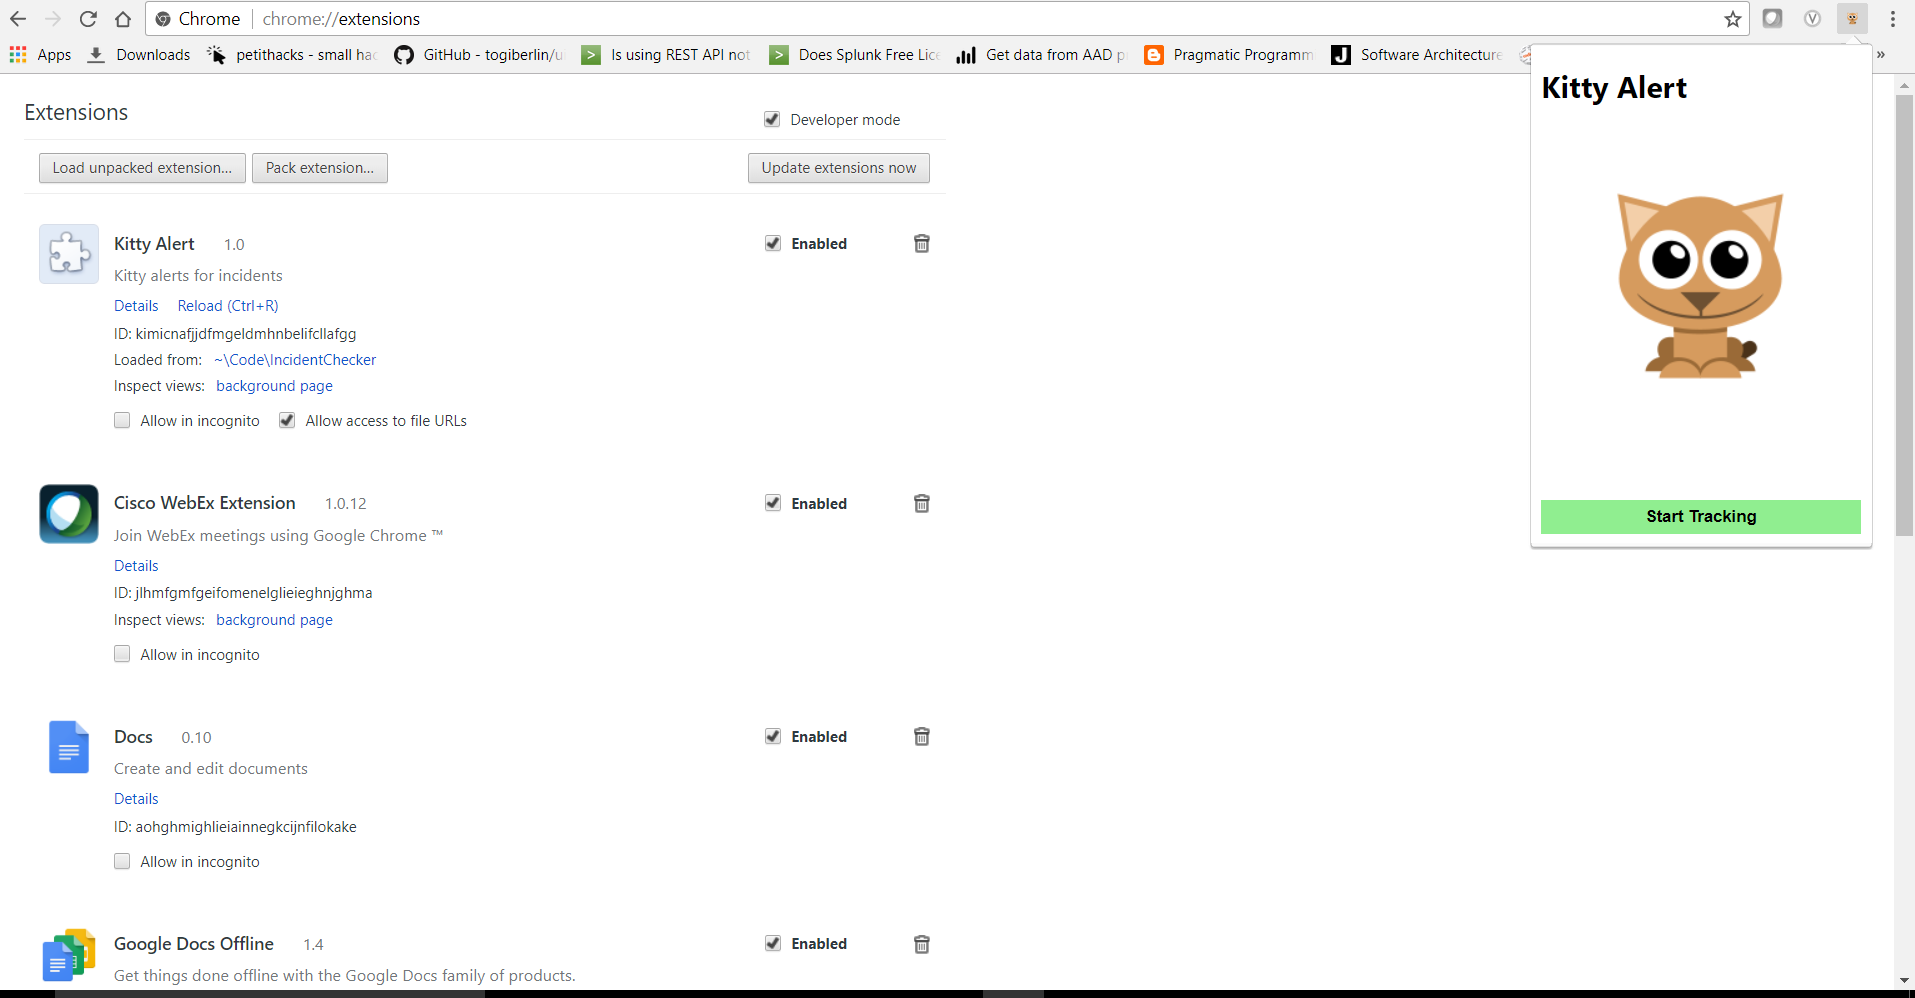 Chrome chrome://extensions
Apps Downloads petithacks - small hac GitHub - togiberlin/u Is using REST API not Does Splunk Free Lice Get data from AAD p Pragmatic Programm Software Architecture »
Kitty Alert
Start Tracking
Extensions
Developer mode
Load unpacked extension... Pack extension... Update extensions now
Kitty Alert 1.0 Enabled
Kitty alerts for incidents
Details Reload (Ctrl+R)
ID: kimicnafjjdfmgeldmhnbelifcllafgg
Loaded from: ~\Code\IncidentChecker
Inspect views: background page
Allow in incognito Allow access to file URLs
Cisco WebEx Extension 1.0.12 Enabled
Join WebEx meetings using Google Chrome ™
Details
ID: jlhmfgmfgeifomenelglieieghnjghma
Inspect views: background page
Allow in incognito
Docs 0.10 Enabled
Create and edit documents
Details
ID: aohghmighlieiainnegkcijnfilokake
Allow in incognito
Google Docs Offline 1.4 Enabled
Get things done offline with the Google Docs family of products.